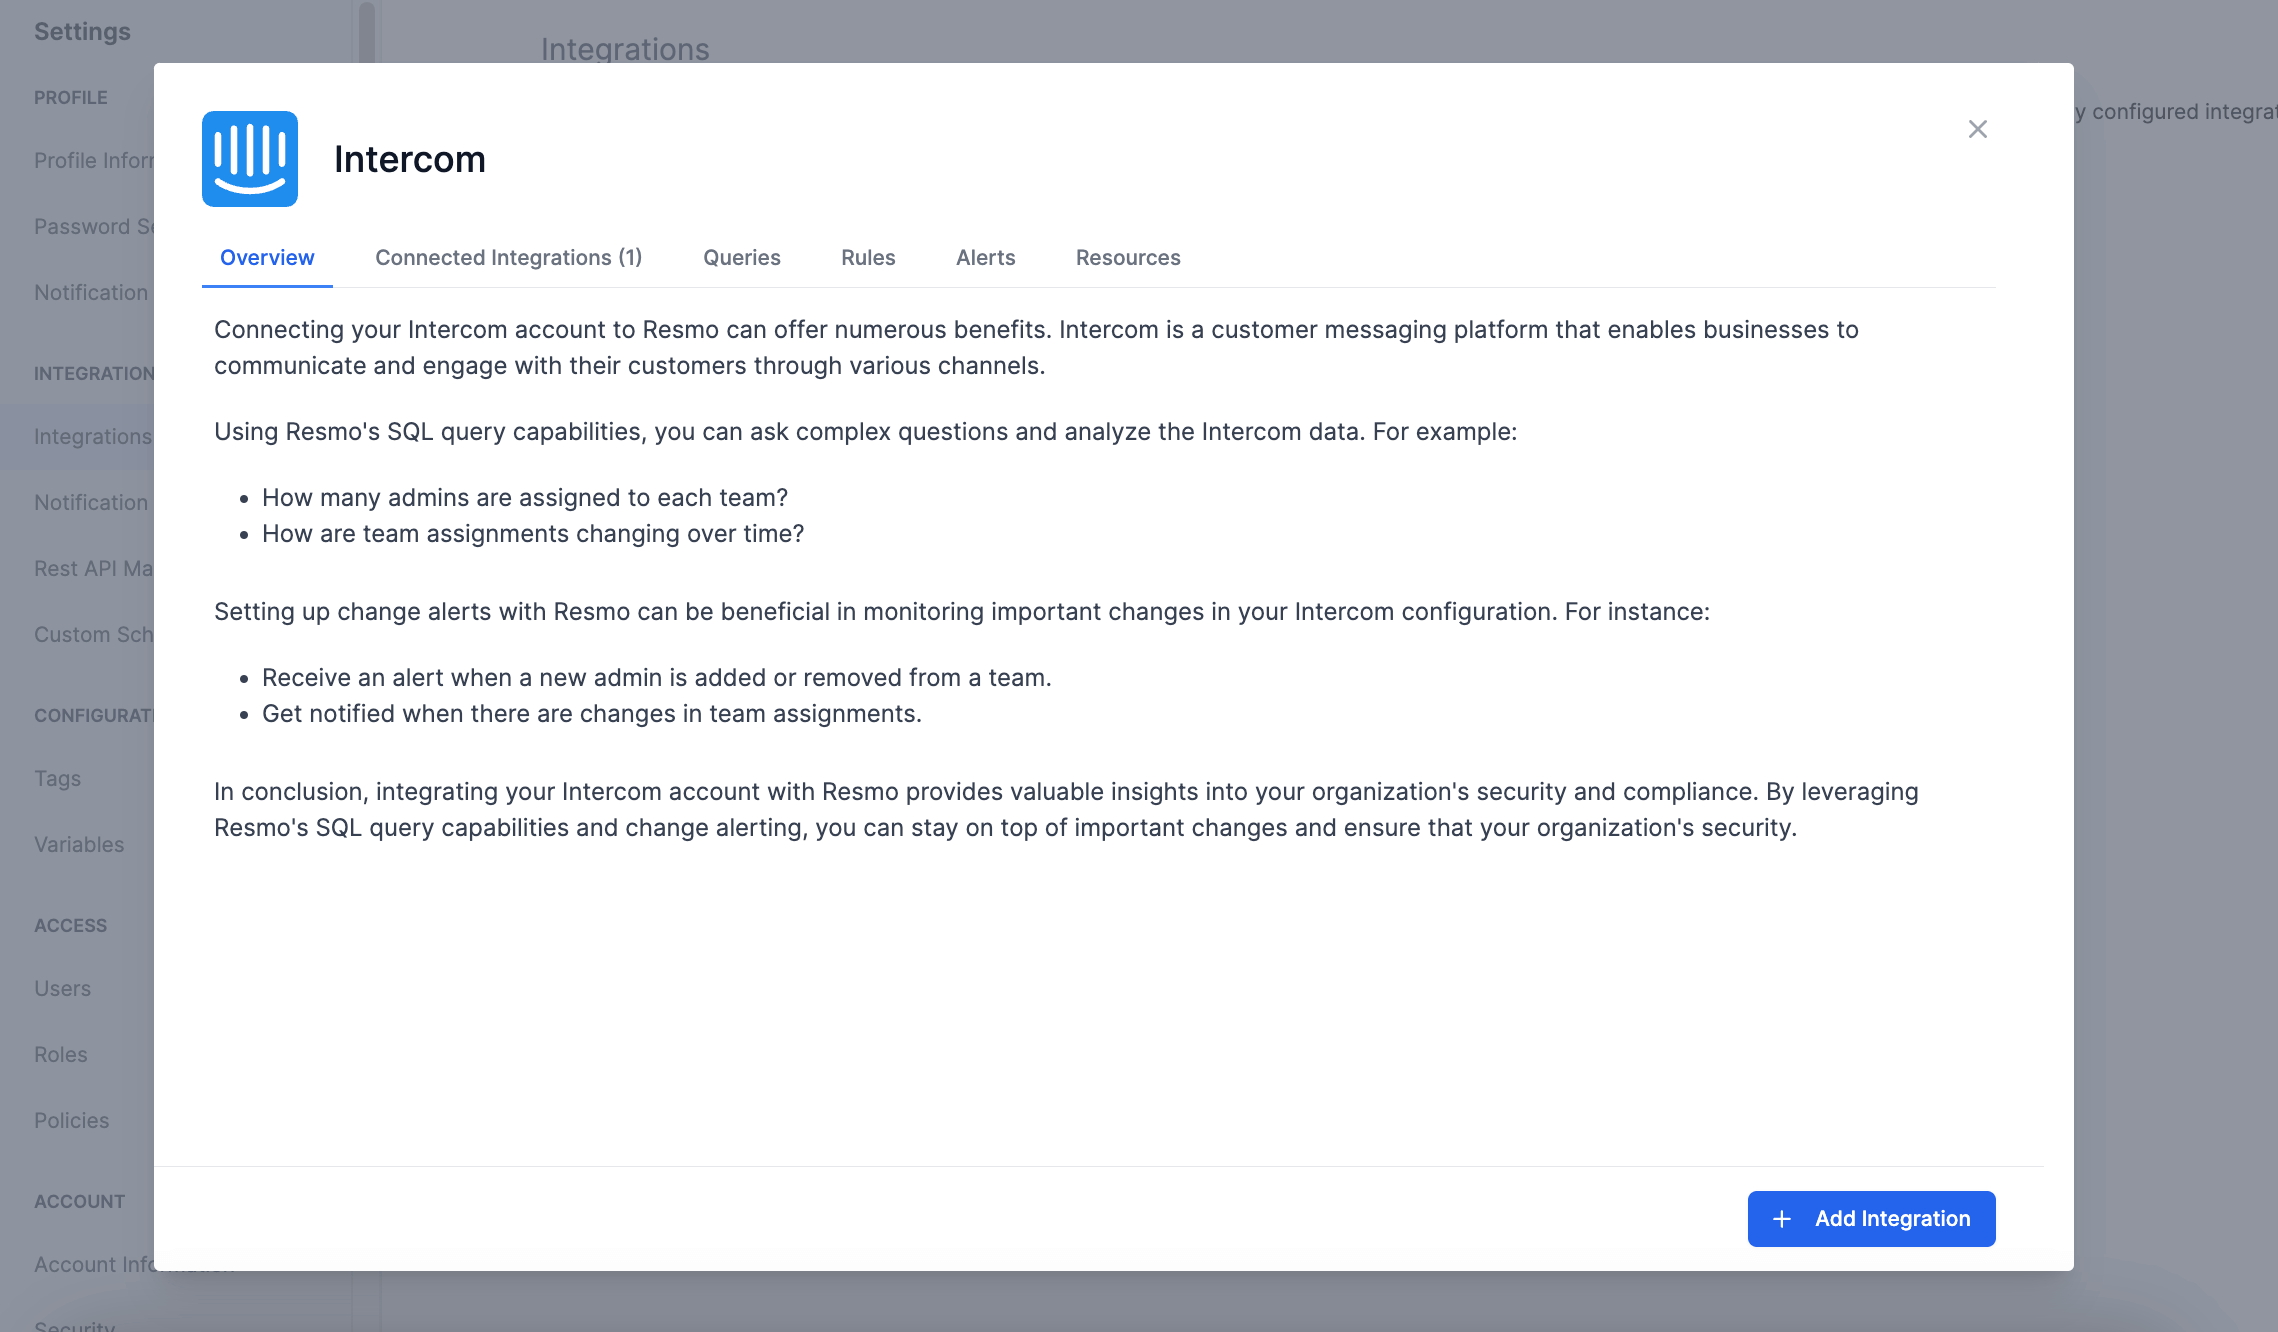 Settings
PROFILE
Profile Infor
Password Se
Notification
INTEGRATION
Integrations
Notification
Rest API Ma
Custom Sch
CONFIGURATI
Tags
Variables
ACCESS
Users
Roles
Policies
ACCOUNT
Account Information
Security
Integrations
y configured integrat
Intercom
Overview
Connected Integrations (1)
Queries
Rules
Alerts
Resources
Connecting your Intercom account to Resmo can offer numerous benefits. Intercom is a customer messaging platform that enables businesses to
communicate and engage with their customers through various channels.
Using Resmo's SQL query capabilities, you can ask complex questions and analyze the Intercom data. For example:
• How many admins are assigned to each team?
• How are team assignments changing over time?
Setting up change alerts with Resmo can be beneficial in monitoring important changes in your Intercom configuration. For instance:
• Receive an alert when a new admin is added or removed from a team.
• Get notified when there are changes in team assignments.
In conclusion, integrating your Intercom account with Resmo provides valuable insights into your organization's security and compliance. By leveraging
Resmo's SQL query capabilities and change alerting, you can stay on top of important changes and ensure that your organization's security.
+ Add Integration